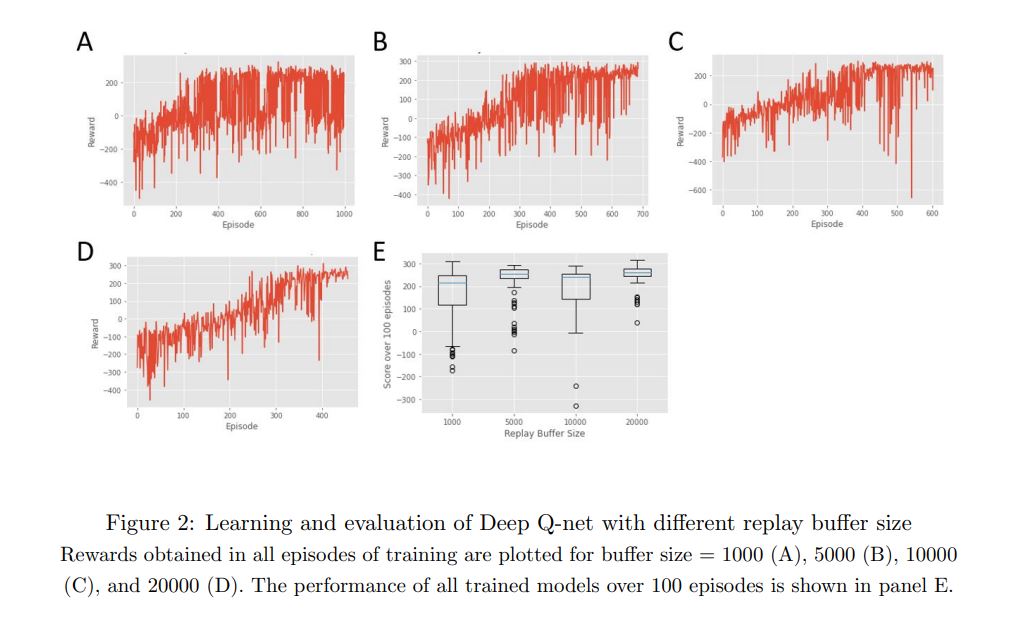 A
B
C
200
0
−200
−400
Reward
0 200 400 600 800 1000
Episode
300
200
100
0
−100
−200
−300
−400
Reward
0 100 200 300 400 500 600 700
Episode
200
0
−200
−400
−600
Reward
0 100 200 300 400 500 600
Episode
D
E
300
200
100
0
−100
−200
−300
−400
Reward
0 100 200 300 400
Episode
300
200
100
0
−100
−200
−300
Score over 100 episodes
1000 5000 10000 20000
Replay Buffer Size
Figure 2: Learning and evaluation of Deep Q-net with different replay buffer size
Rewards obtained in all episodes of training are plotted for buffer size = 1000 (A), 5000 (B), 10000
(C), and 20000 (D). The performance of all trained models over 100 episodes is shown in panel E.